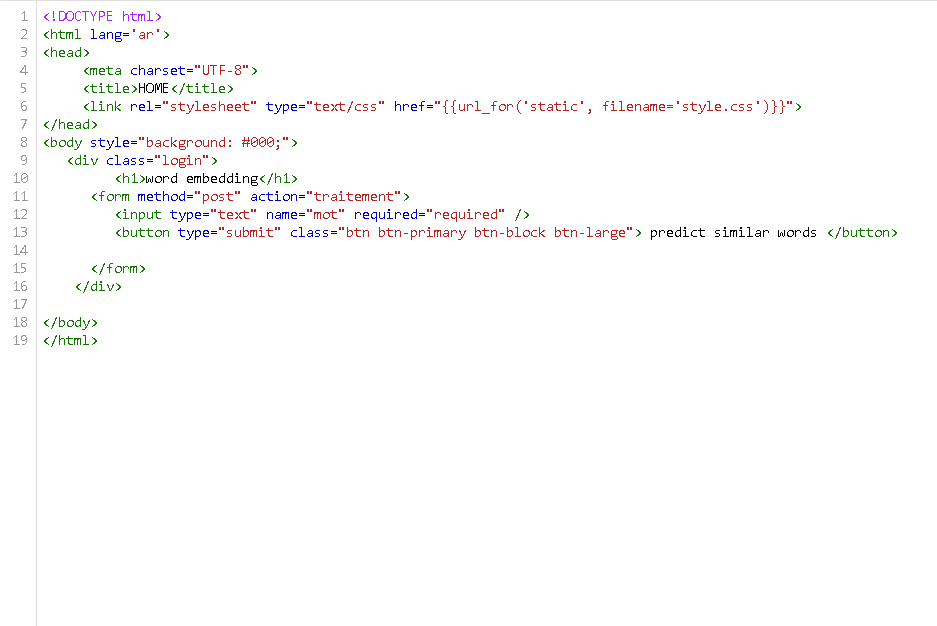 1 <!DOCTYPE html>
2 <html lang='ar'>
3 <head>
4 <meta charset="UTF-8">
5 <title>HOME</title>
6 <link rel="stylesheet" type="text/css" href="{{url_for('static', filename='style.css')}}">
7 </head>
8 <body style="background: #000;">
9 <div class="login">
10 <h1>word embedding</h1>
11 <form method="post" action="traitement">
12 <input type="text" name="mot" required="required" />
13 <button type="submit" class="btn btn-primary btn-block btn-large"> predict similar words </button>
14
15 </form>
16 </div>
17
18 </body>
19 </html>